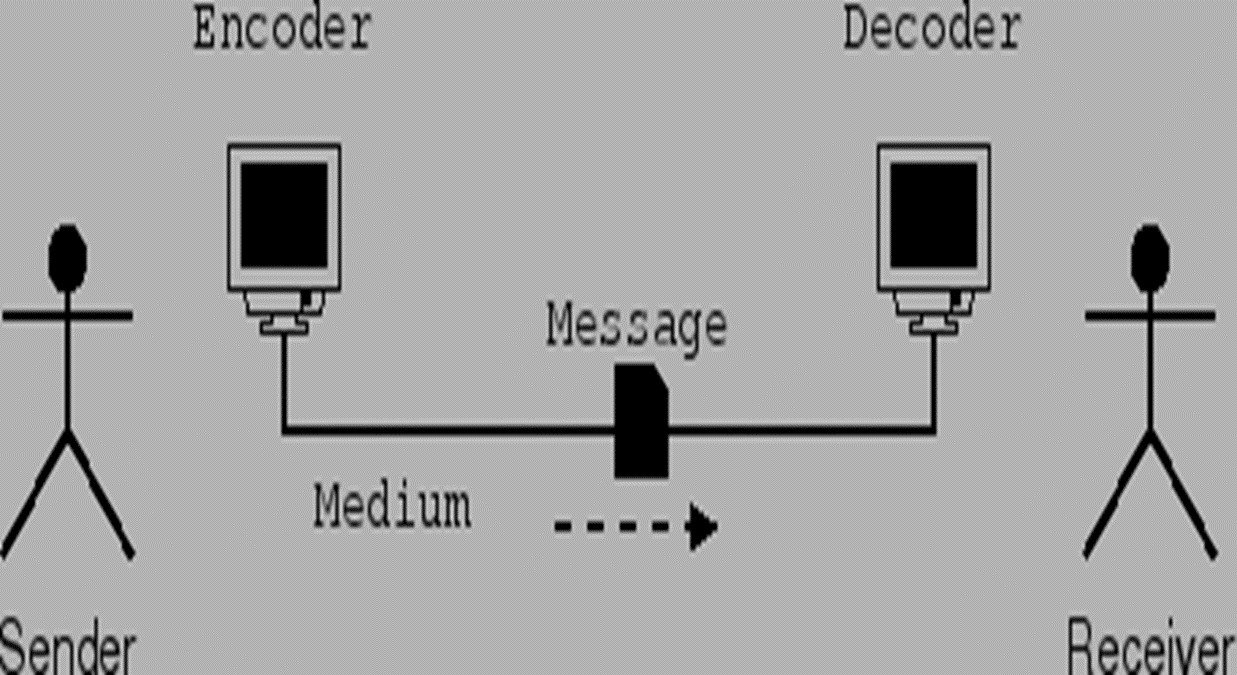 Encoder
Decoder
Message
Medium
Sender
Receiver